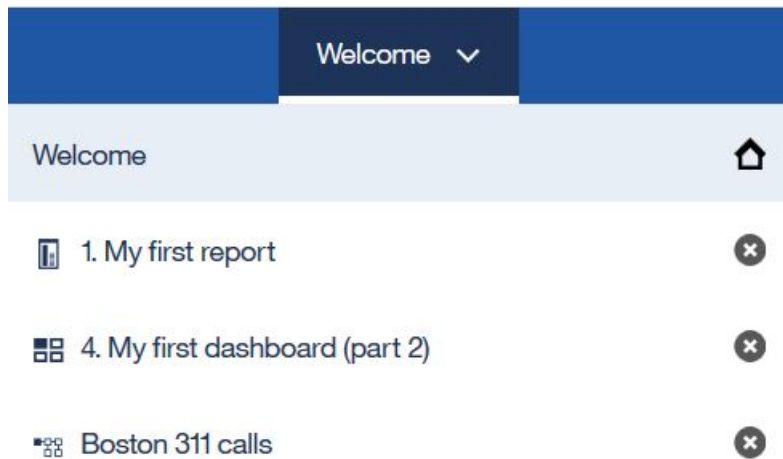 Welcome
Welcome
1. My first report
4. My first dashboard (part 2)
Boston 311 calls